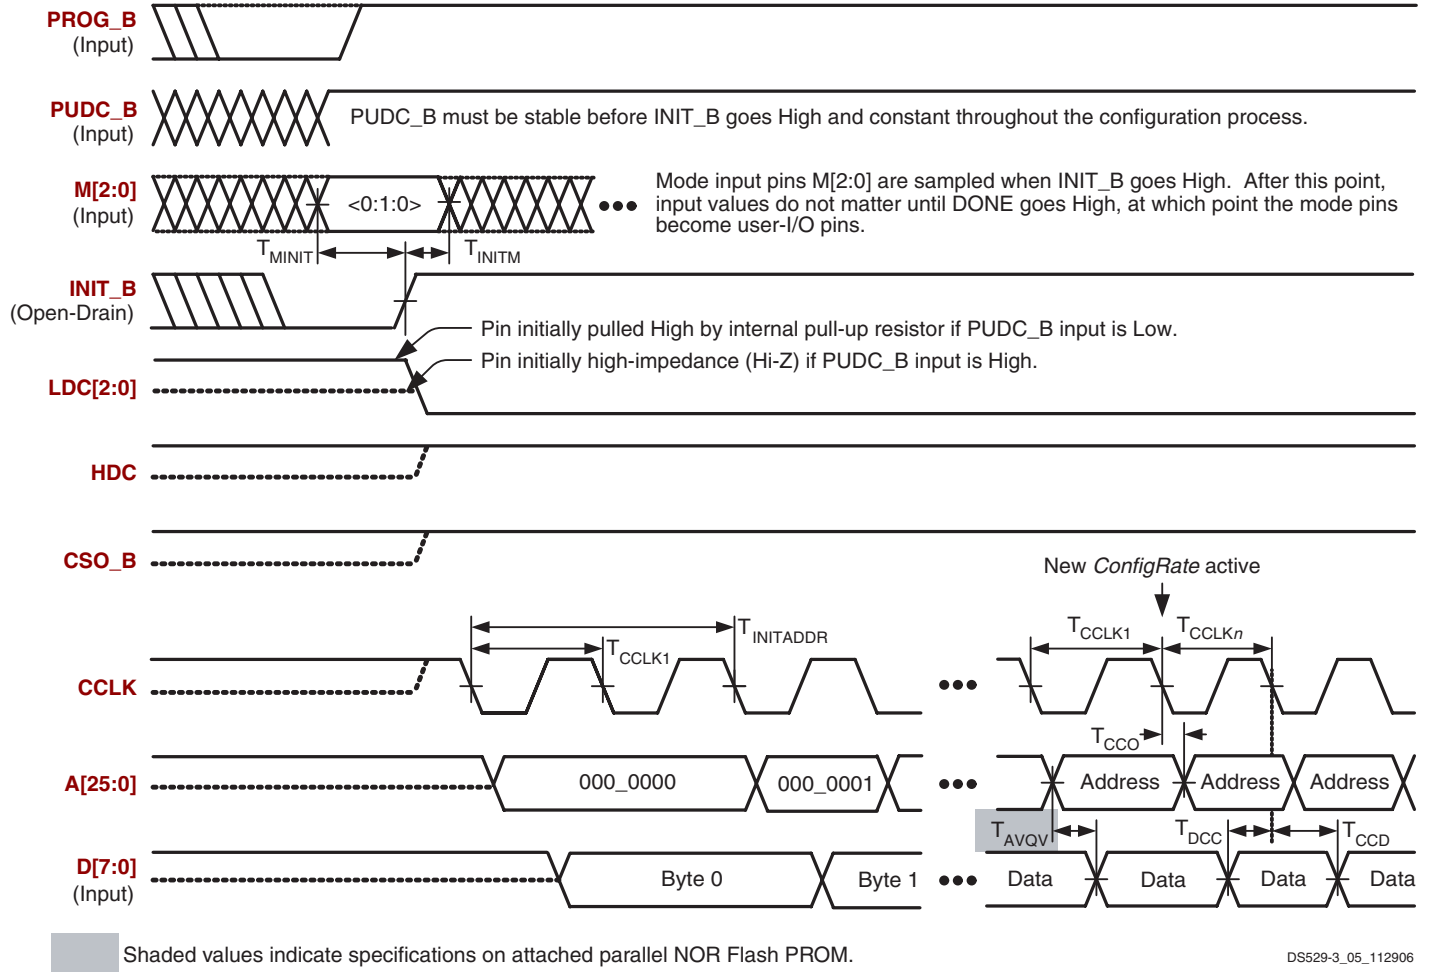 PROG_B
(Input)
PUDC_B
(Input)
PUDC_B must be stable before INIT_B goes High and constant throughout the configuration process.
M[2:0]
(Input)
<0:1:0>
Mode input pins M[2:0] are sampled when INIT_B goes High. After this point,
input values do not matter until DONE goes High, at which point the mode pins
become user-I/O pins.
TMINIT
TINITM
INIT_B
(Open-Drain)
Pin initially pulled High by internal pull-up resistor if PUDC_B input is Low.
Pin initially high-impedance (Hi-Z) if PUDC_B input is High.
LDC[2:0]
HDC
CSO_B
New ConfigRate active
TINITADDR
TCCLK1
TCCLK1
TCCLKn
CCLK
TCCO
A[25:0]
000_0000
000_0001
Address
Address
Address
TAVQV
TDCC
TCCD
D[7:0]
(Input)
Byte 0
Byte 1
Data
Data
Data
Data
Shaded values indicate specifications on attached parallel NOR Flash PROM.
DS529-3_05_112906